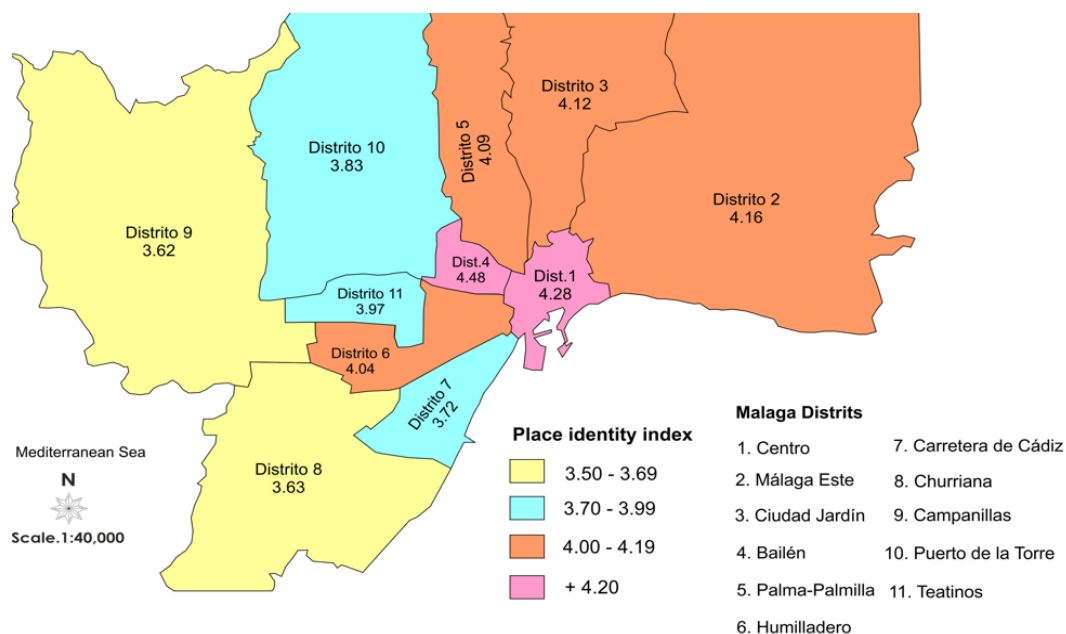 Distrito 3
4.12
Distrito 5
4.09
Distrito 10
3.83
Distrito 2
4.16
Distrito 9
3.62
Dist.4
4.48
Dist.1
4.28
Distrito 11
3.97
Distrito 6
4.04
Distrito 7
3.72
Distrito 8
3.63
Mediterranean Sea
N
Scale.1:40,000
Place identity index
3.50 - 3.69
3.70 - 3.99
4.00 - 4.19
+ 4.20
Malaga Distrits
1. Centro
2. Málaga Este
3. Ciudad Jardín
4. Bailén
5. Palma-Palmilla
6. Humilladero
7. Carretera de Cádiz
8. Churriana
9. Campanillas
10. Puerto de la Torre
11. Teatinos